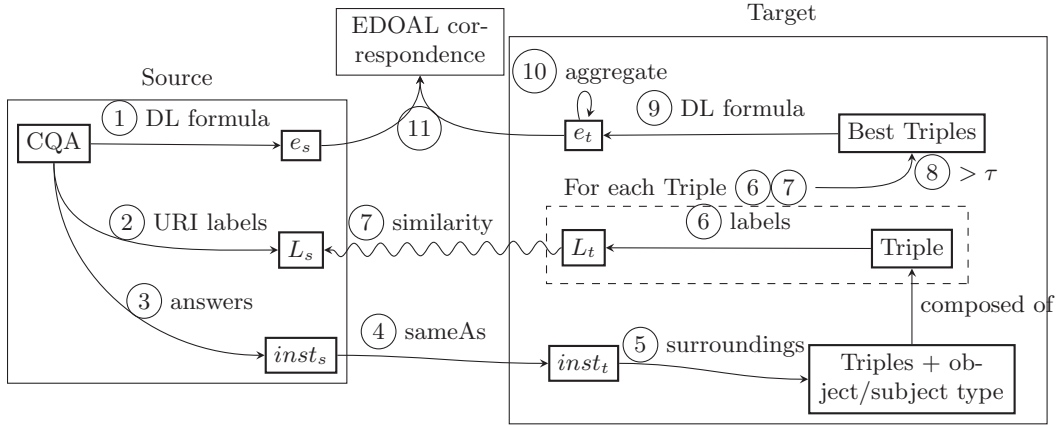 Target
EDOAL cor-
respondence
Source
10 aggregate
1 DL formula
9 DL formula
CQA
e_s
11
e_t
Best Triples
8 > τ
For each Triple 6 7
2 URI labels
7 similarity
6 labels
L_s
L_t
Triple
3 answers
composed of
4 sameAs
5 surroundings
inst_s
inst_t
Triples + ob-
ject/subject type